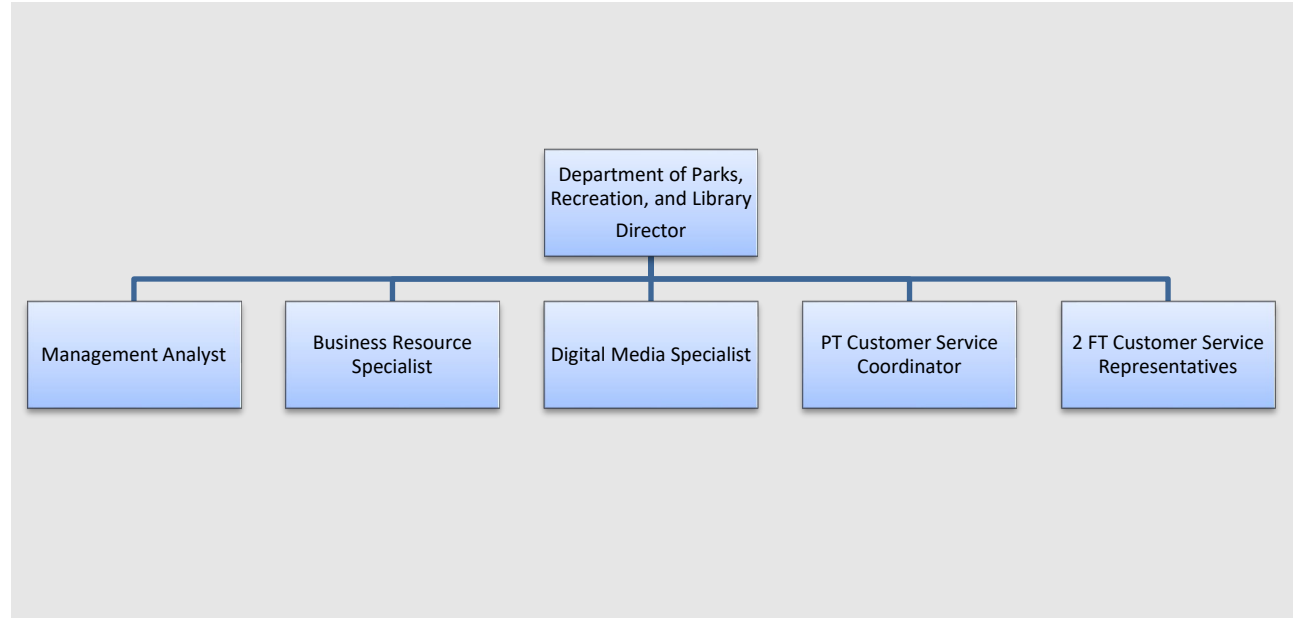 Department of Parks,
Recreation, and Library
Director
Management Analyst
Business Resource
Specialist
Digital Media Specialist
PT Customer Service
Coordinator
2 FT Customer Service
Representatives